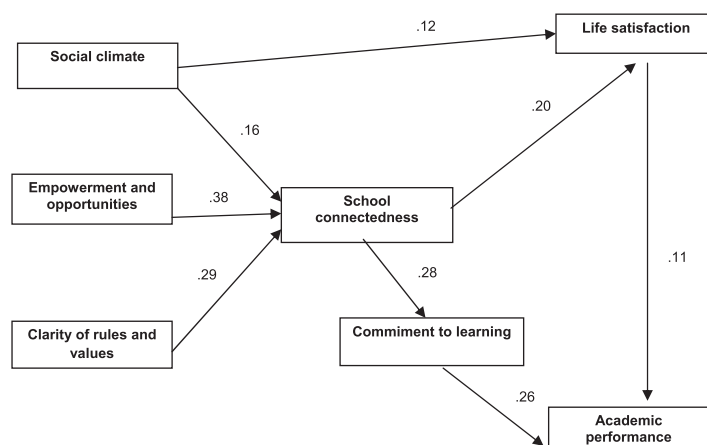 Social climate
.12
Life satisfaction
.16
.20
Empowerment and
opportunities
.38
School
connectedness
.29
.28
.11
Clarity of rules and
values
Commiment to learning
.26
Academic
performance